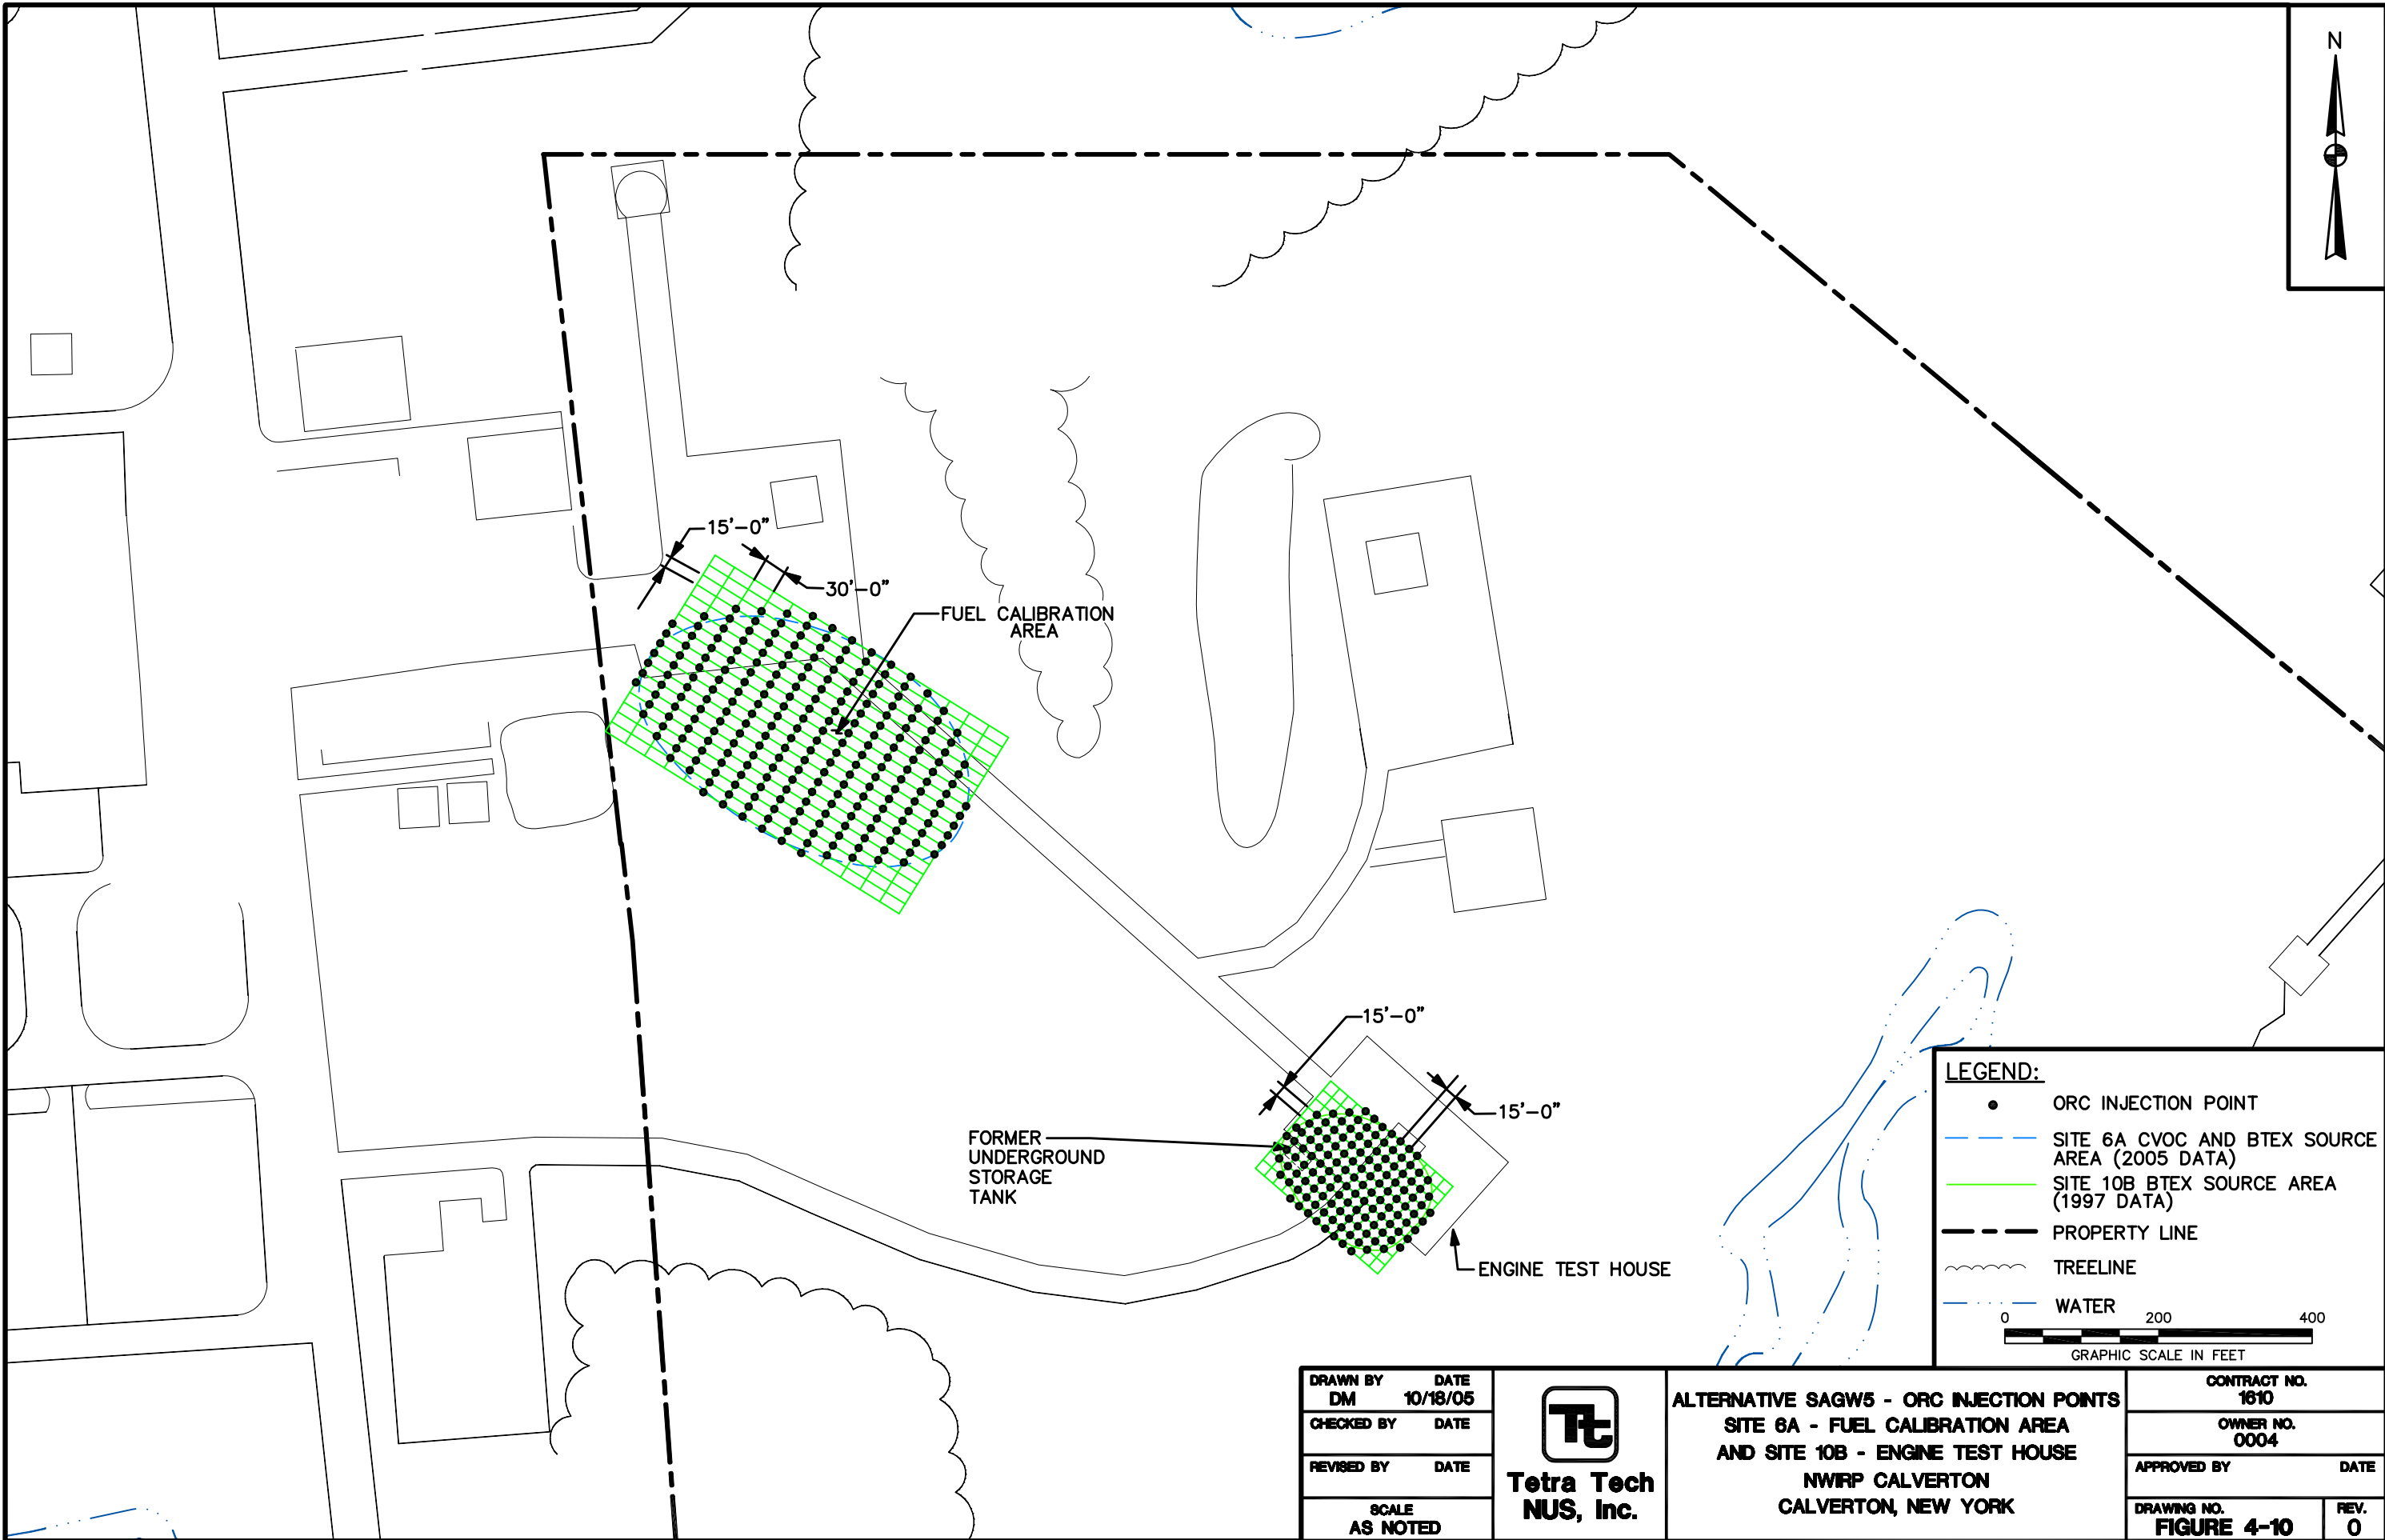 N
15'-0"
30'-0"
FUEL CALIBRATION
AREA
15'-0"
15'-0"
FORMER
UNDERGROUND
STORAGE
TANK
ENGINE TEST HOUSE
LEGEND:
ORC INJECTION POINT
SITE 6A CVOC AND BTEX SOURCE
AREA (2005 DATA)
SITE 10B BTEX SOURCE AREA
(1997 DATA)
PROPERTY LINE
TREELINE
WATER
0 200 400
GRAPHIC SCALE IN FEET
DRAWN BY DATE
DM 10/18/05
CHECKED BY DATE
REVISED BY DATE
SCALE
AS NOTED
Tt
Tetra Tech
NUS, Inc.
ALTERNATIVE SAGW5 - ORC INJECTION POINTS
SITE 6A - FUEL CALIBRATION AREA
AND SITE 10B - ENGINE TEST HOUSE
NWIRP CALVERTON
CALVERTON, NEW YORK
CONTRACT NO.
1610
OWNER NO.
0004
APPROVED BY DATE
DRAWING NO.
FIGURE 4-10
REV.
0